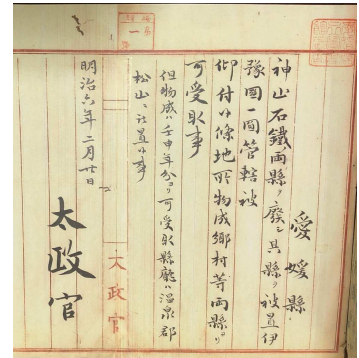 愛媛縣
神山石鐵両縣ヲ廢シ其縣ヲ被置伊
豫國一圓管轄被
仰付候條地所物成郷村等両縣ヨリ
可受取事
但物成ハ壬申年分ヨリ可受取縣廳ハ温泉郡
松山ニ被置候事
明治六年二月廿日
太政官
太政官